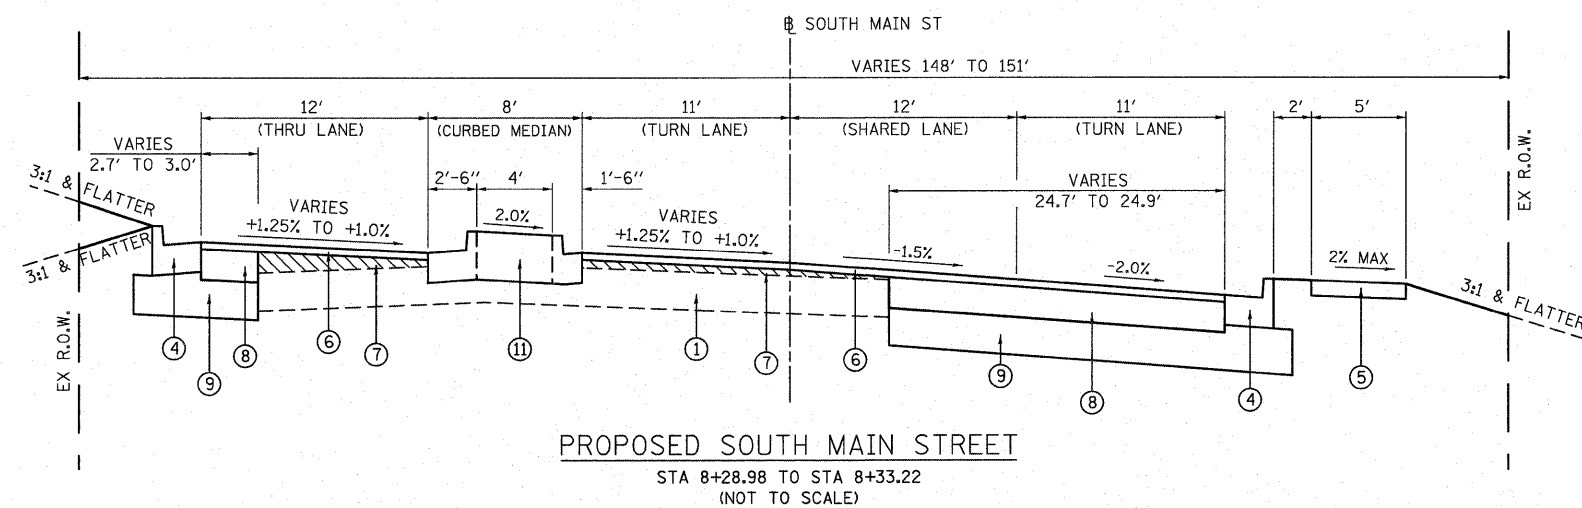 ℄ SOUTH MAIN ST
VARIES 148' TO 151'
12'
(THRU LANE)
8'
(CURBED MEDIAN)
11'
(TURN LANE)
12'
(SHARED LANE)
11'
(TURN LANE)
2'
5'
VARIES
2.7' TO 3.0'
2'-6"
4'
1'-6"
VARIES
24.7' TO 24.9'
3:1 & FLATTER
3:1 & FLATTER
VARIES
+1.25% TO +1.0%
2.0%
VARIES
+1.25% TO +1.0%
-1.5%
-2.0%
2% MAX
3:1 & FLATTER
EX R.O.W.
EX R.O.W.
4
9
8
6
7
11
1
7
6
9
8
4
5
PROPOSED SOUTH MAIN STREET
STA 8+28.98 TO STA 8+33.22
(NOT TO SCALE)